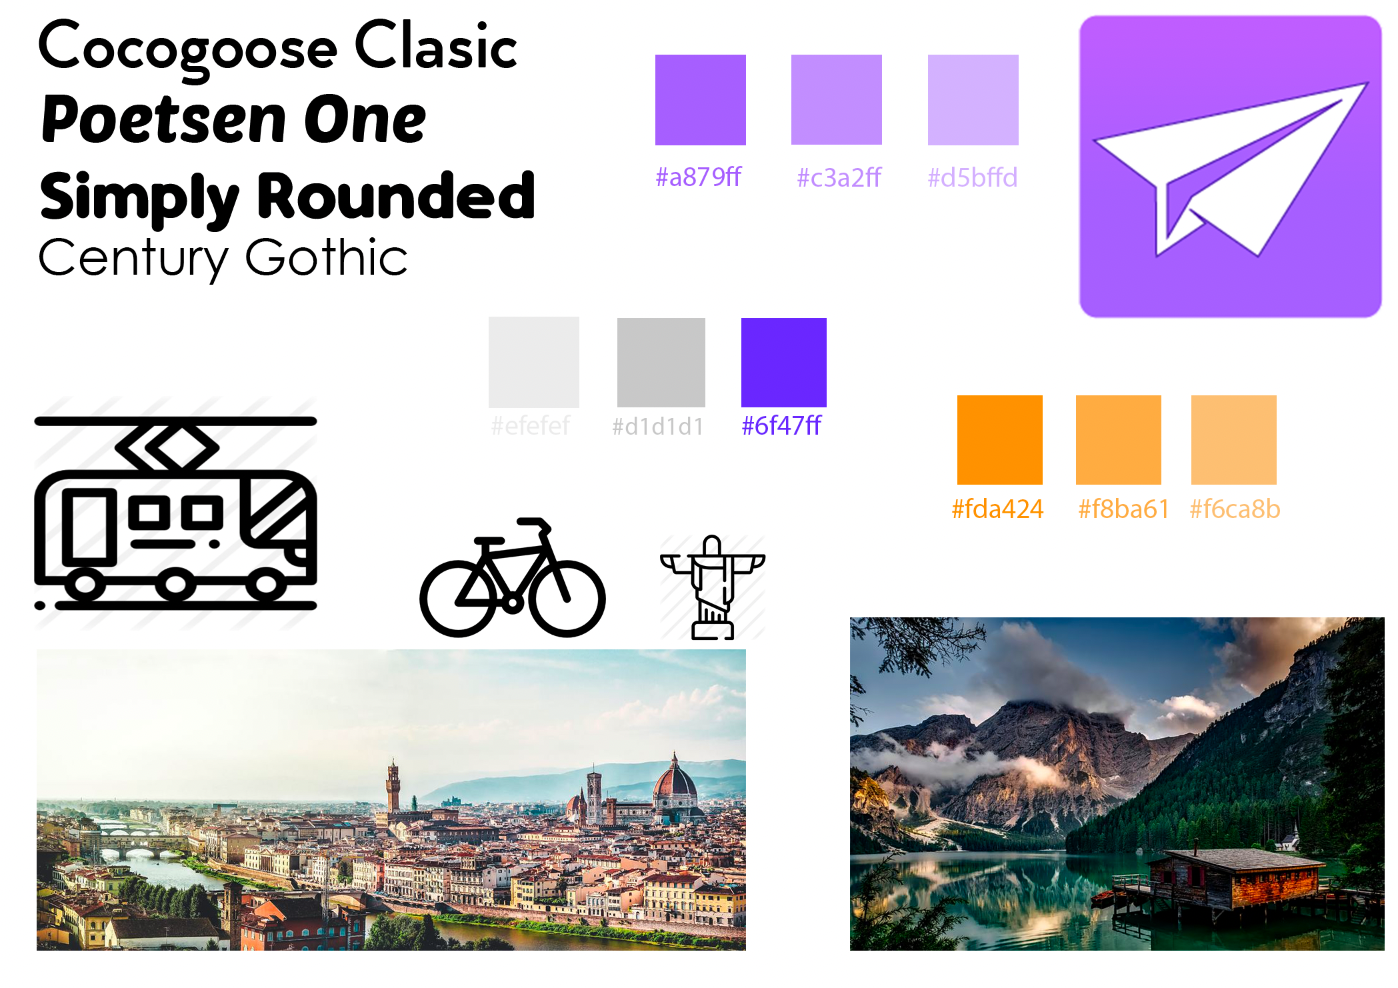 Cocogoose Clasic
Poetsen One
Simply Rounded
Century Gothic
#a879ff #c3a2ff #d5bffd
#efefef #d1d1d1 #6f47ff
#fda424 #f8ba61 #f6ca8b